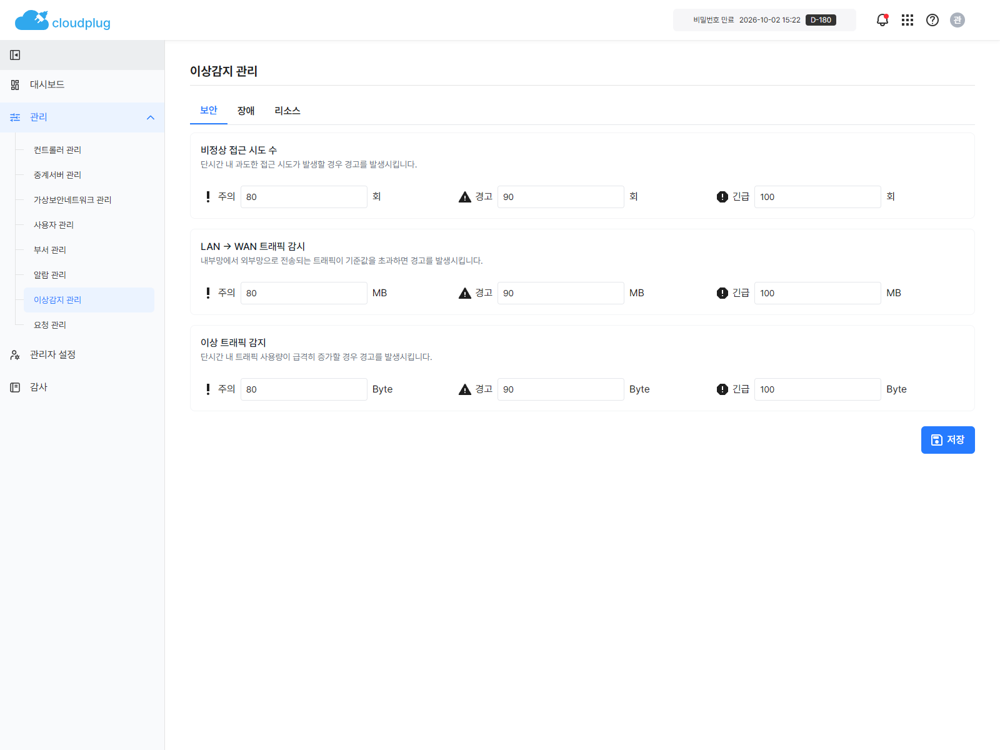 cloudplug
비밀번호 만료 2026-10-02 15:22 D-180
관
대시보드
관리
컨트롤러 관리
중계서버 관리
가상보안네트워크 관리
사용자 관리
부서 관리
알람 관리
이상감지 관리
요청 관리
관리자 설정
감사
이상감지 관리
보안 장애 리소스
비정상 접근 시도 수
단시간 내 과도한 접근 시도가 발생할 경우 경고를 발생시킵니다.
주의 80 회 경고 90 회 긴급 100 회
LAN → WAN 트래픽 감시
내부망에서 외부망으로 전송되는 트래픽이 기준값을 초과하면 경고를 발생시킵니다.
주의 80 MB 경고 90 MB 긴급 100 MB
이상 트래픽 감지
단시간 내 트래픽 사용량이 급격히 증가할 경우 경고를 발생시킵니다.
주의 80 Byte 경고 90 Byte 긴급 100 Byte
저장